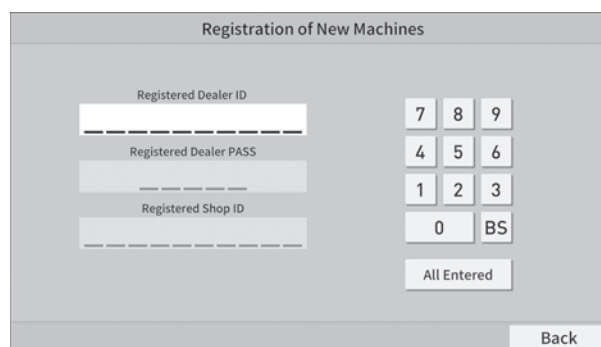 Registration of New Machines
Registered Dealer ID
Registered Dealer PASS
Registered Shop ID
7 8 9
4 5 6
1 2 3
0 BS
All Entered
Back